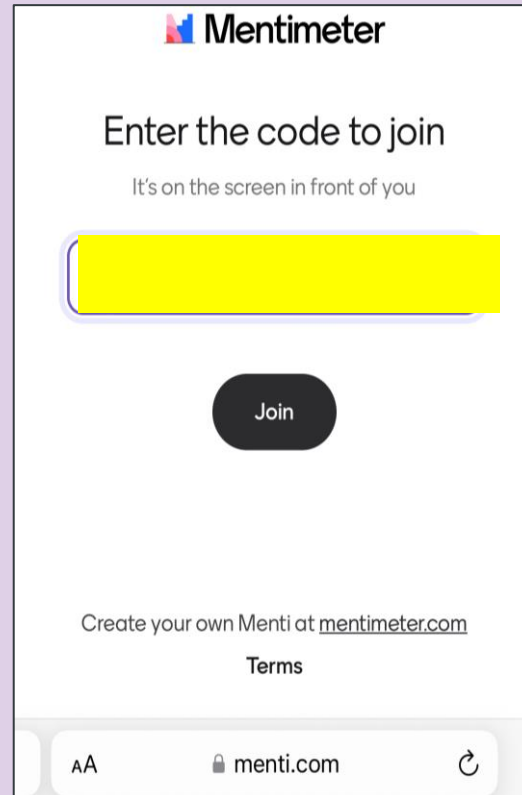 Mentimeter
Enter the code to join
It's on the screen in front of you
Join
Create your own Menti at mentimeter.com
Terms
AA menti.com